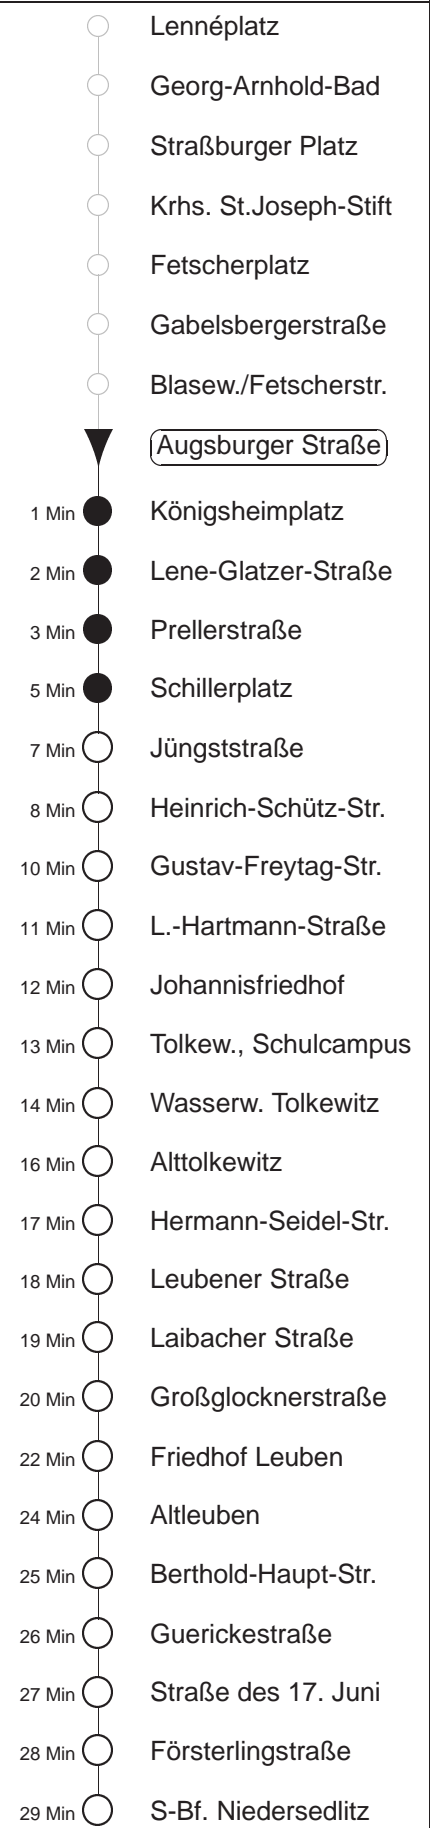 Lennéplatz
Georg-Arnhold-Bad
Straßburger Platz
Krhs. St.Joseph-Stift
Fetscherplatz
Gabelsbergerstraße
Blasew./Fetscherstr.
Augsburger Straße
1 Min Königsheimplatz
2 Min Lene-Glatzer-Straße
3 Min Prellerstraße
5 Min Schillerplatz
7 Min Jüngststraße
8 Min Heinrich-Schütz-Str.
10 Min Gustav-Freytag-Str.
11 Min L.-Hartmann-Straße
12 Min Johannisfriedhof
13 Min Tolkew., Schulcampus
14 Min Wasserw. Tolkewitz
16 Min Alttolkewitz
17 Min Hermann-Seidel-Str.
18 Min Leubener Straße
19 Min Laibacher Straße
20 Min Großglocknerstraße
22 Min Friedhof Leuben
24 Min Altleuben
25 Min Berthold-Haupt-Str.
26 Min Guerickestraße
27 Min Straße des 17. Juni
28 Min Försterlingstraße
29 Min S-Bf. Niedersedlitz